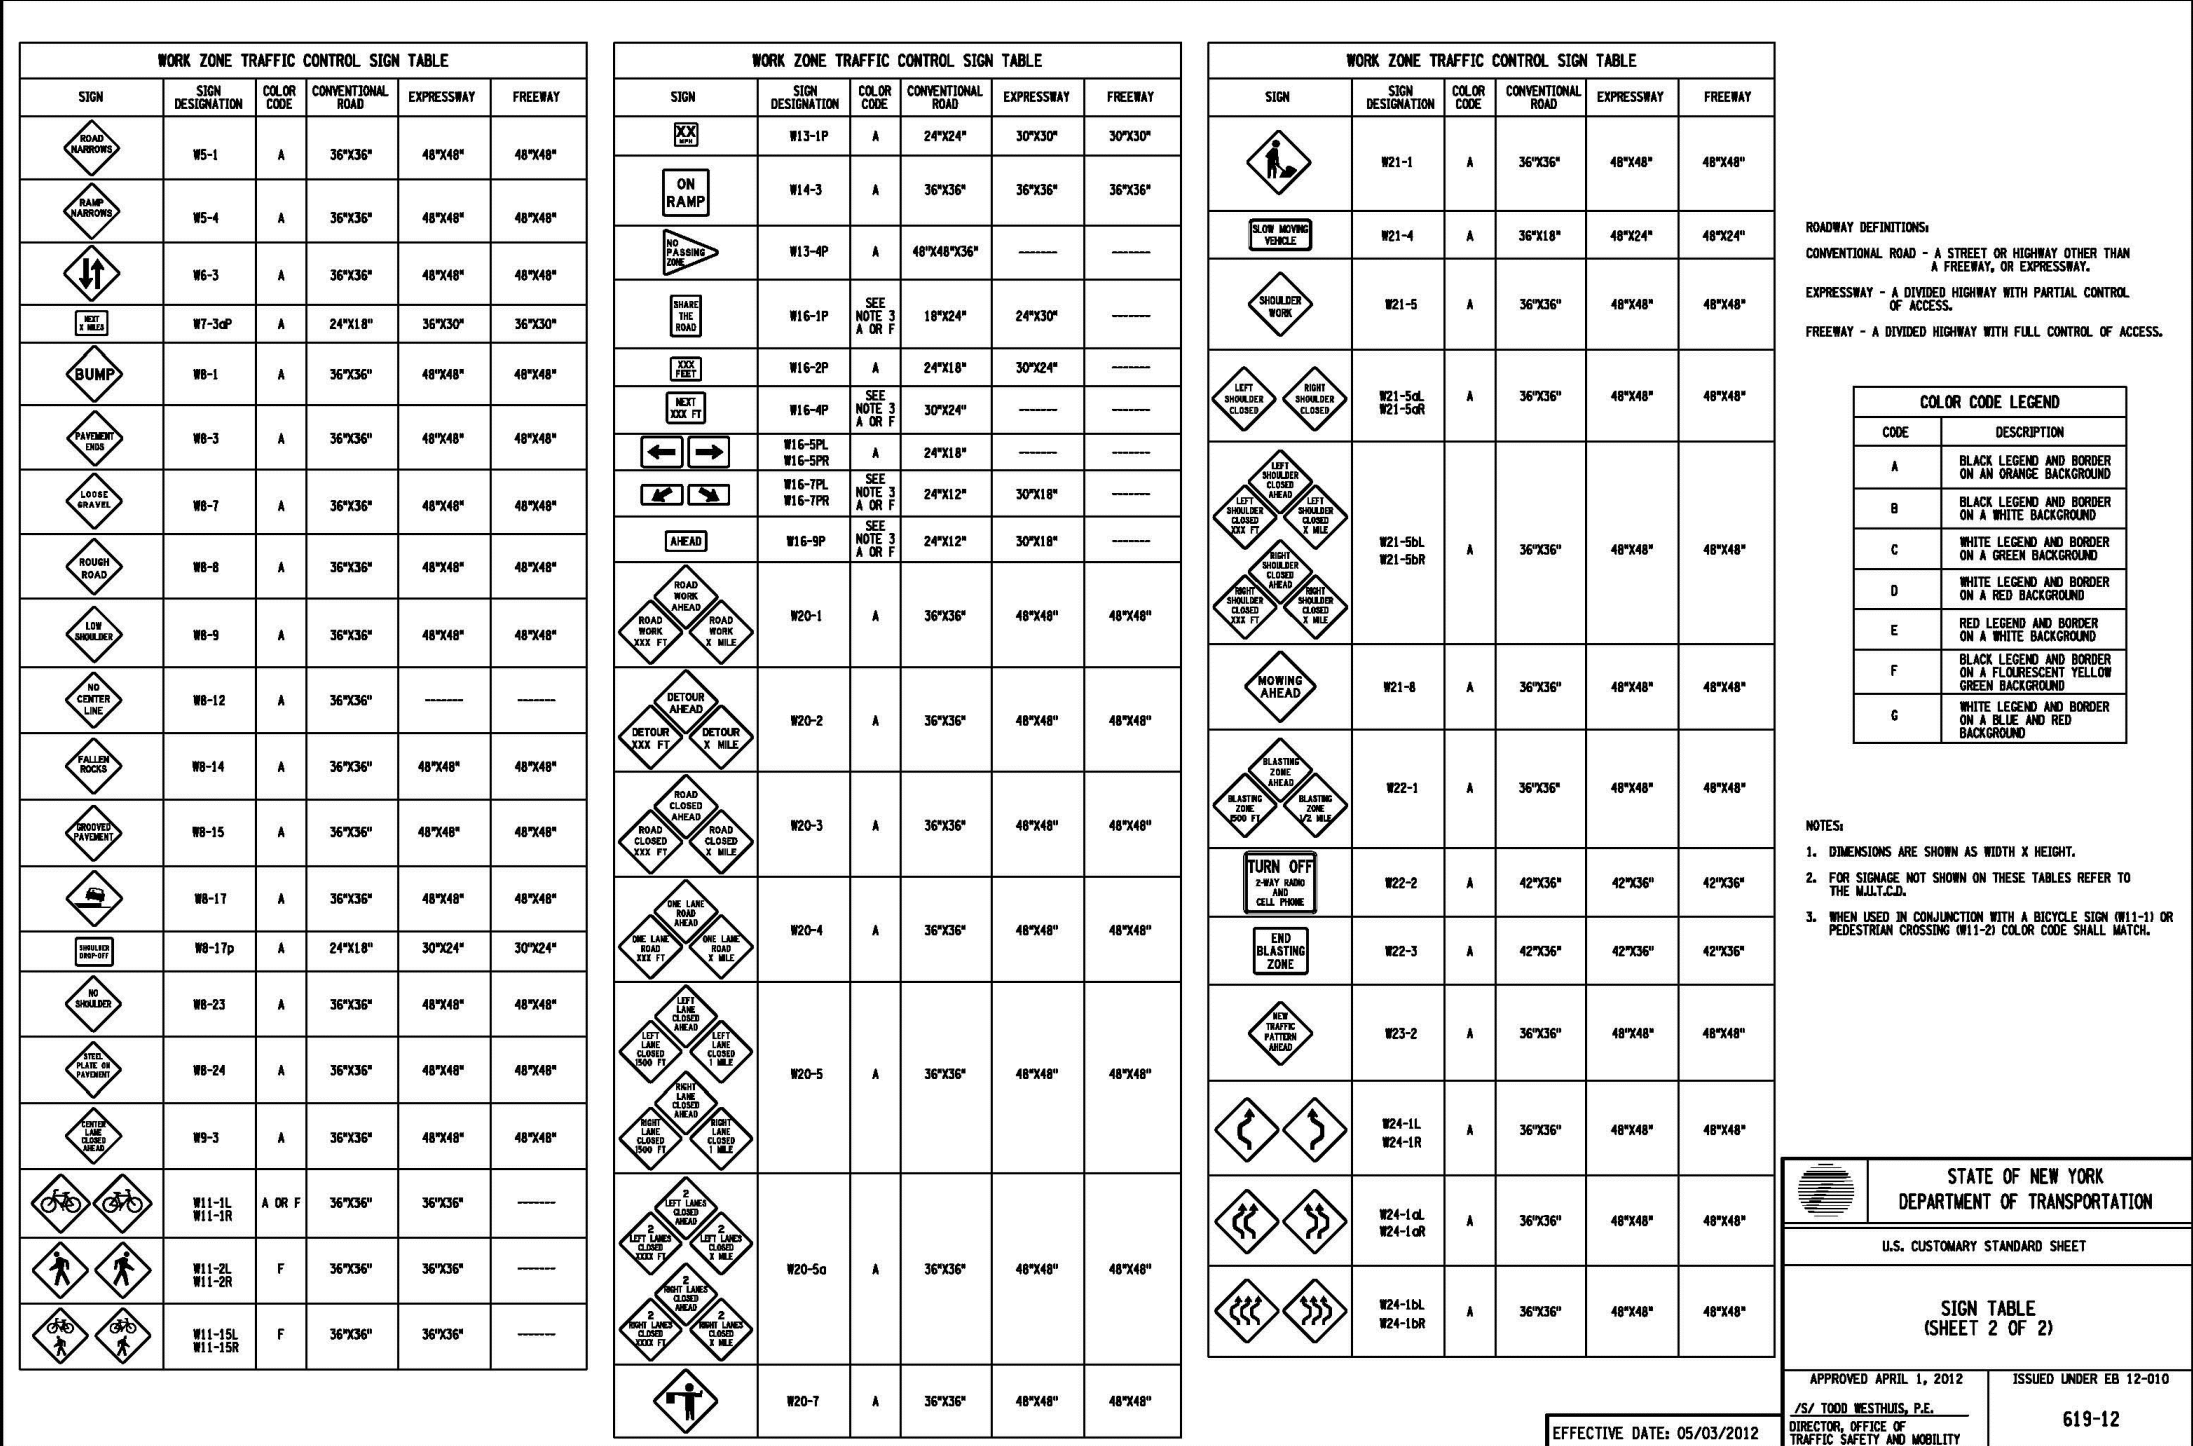 WORK ZONE TRAFFIC CONTROL SIGN TABLE
SIGN SIGN DESIGNATION COLOR CODE CONVENTIONAL ROAD EXPRESSWAY FREEWAY
ROAD NARROWS W5-1 A 36"X36" 48"X48" 48"X48"
RAMP NARROWS W5-4 A 36"X36" 48"X48" 48"X48"
W6-3 A 36"X36" 48"X48" 48"X48"
NEXT X MILES W7-3aP A 24"X18" 36"X30" 36"X30"
BUMP W8-1 A 36"X36" 48"X48" 48"X48"
PAVEMENT ENDS W8-3 A 36"X36" 48"X48" 48"X48"
LOOSE GRAVEL W8-7 A 36"X36" 48"X48" 48"X48"
ROUGH ROAD W8-8 A 36"X36" 48"X48" 48"X48"
LOW SHOULDER W8-9 A 36"X36" 48"X48" 48"X48"
NO CENTER LINE W8-12 A 36"X36" ------- -------
FALLEN ROCKS W8-14 A 36"X36" 48"X48" 48"X48"
GROOVED PAVEMENT W8-15 A 36"X36" 48"X48" 48"X48"
W8-17 A 36"X36" 48"X48" 48"X48"
SHOULDER DROP-OFF W8-17p A 24"X18" 30"X24" 30"X24"
NO SHOULDER W8-23 A 36"X36" 48"X48" 48"X48"
STEEL PLATE ON PAVEMENT W8-24 A 36"X36" 48"X48" 48"X48"
CENTER LANE CLOSED AHEAD W9-3 A 36"X36" 48"X48" 48"X48"
W11-1L W11-1R A OR F 36"X36" 36"X36" -------
W11-2L W11-2R F 36"X36" 36"X36" -------
W11-15L W11-15R F 36"X36" 36"X36" -------
WORK ZONE TRAFFIC CONTROL SIGN TABLE
SIGN SIGN DESIGNATION COLOR CODE CONVENTIONAL ROAD EXPRESSWAY FREEWAY
XX MPH W13-1P A 24"X24" 30"X30" 30"X30"
ON RAMP W14-3 A 36"X36" 36"X36" 36"X36"
NO PASSING ZONE W13-4P A 48"X48"X36" ------- -------
SHARE THE ROAD W16-1P SEE NOTE 3 A OR F 18"X24" 24"X30" -------
XXX FEET W16-2P A 24"X18" 30"X24" -------
NEXT XXX FT W16-4P SEE NOTE 3 A OR F 30"X24" ------- -------
W16-5PL W16-5PR A 24"X18" ------- -------
W16-7PL W16-7PR SEE NOTE 3 A OR F 24"X12" 30"X18" -------
AHEAD W16-9P SEE NOTE 3 A OR F 24"X12" 30"X18" -------
ROAD WORK AHEAD ROAD WORK XXX FT ROAD WORK X MILE W20-1 A 36"X36" 48"X48" 48"X48"
DETOUR AHEAD DETOUR XXX FT DETOUR X MILE W20-2 A 36"X36" 48"X48" 48"X48"
ROAD CLOSED AHEAD ROAD CLOSED XXX FT ROAD CLOSED X MILE W20-3 A 36"X36" 48"X48" 48"X48"
ONE LANE ROAD AHEAD ONE LANE ROAD XXX FT ONE LANE ROAD X MILE W20-4 A 36"X36" 48"X48" 48"X48"
LEFT LANE CLOSED AHEAD LEFT LANE CLOSED 1500 FT LEFT LANE CLOSED 1 MILE RIGHT LANE CLOSED AHEAD RIGHT LANE CLOSED 1500 FT RIGHT LANE CLOSED 1 MILE W20-5 A 36"X36" 48"X48" 48"X48"
2 LEFT LANES CLOSED AHEAD 2 LEFT LANES CLOSED XXXX FT 2 LEFT LANES CLOSED X MILE 2 RIGHT LANES CLOSED AHEAD 2 RIGHT LANES CLOSED XXXX FT 2 RIGHT LANES CLOSED X MILE W20-5a A 36"X36" 48"X48" 48"X48"
W20-7 A 36"X36" 48"X48" 48"X48"
WORK ZONE TRAFFIC CONTROL SIGN TABLE
SIGN SIGN DESIGNATION COLOR CODE CONVENTIONAL ROAD EXPRESSWAY FREEWAY
W21-1 A 36"X36" 48"X48" 48"X48"
SLOW MOVING VEHICLE W21-4 A 36"X18" 48"X24" 48"X24"
SHOULDER WORK W21-5 A 36"X36" 48"X48" 48"X48"
LEFT SHOULDER CLOSED RIGHT SHOULDER CLOSED W21-5aL W21-5aR A 36"X36" 48"X48" 48"X48"
LEFT SHOULDER CLOSED AHEAD LEFT SHOULDER CLOSED XXX FT LEFT SHOULDER CLOSED X MILE RIGHT SHOULDER CLOSED AHEAD RIGHT SHOULDER CLOSED XXX FT RIGHT SHOULDER CLOSED X MILE W21-5bL W21-5bR A 36"X36" 48"X48" 48"X48"
MOWING AHEAD W21-8 A 36"X36" 48"X48" 48"X48"
BLASTING ZONE AHEAD BLASTING ZONE 1500 FT BLASTING ZONE 1/2 MILE W22-1 A 36"X36" 48"X48" 48"X48"
TURN OFF 2-WAY RADIO AND CELL PHONE W22-2 A 42"X36" 42"X36" 42"X36"
END BLASTING ZONE W22-3 A 42"X36" 42"X36" 42"X36"
NEW TRAFFIC PATTERN AHEAD W23-2 A 36"X36" 48"X48" 48"X48"
W24-1L W24-1R A 36"X36" 48"X48" 48"X48"
W24-1aL W24-1aR A 36"X36" 48"X48" 48"X48"
W24-1bL W24-1bR A 36"X36" 48"X48" 48"X48"
ROADWAY DEFINITIONS:
CONVENTIONAL ROAD - A STREET OR HIGHWAY OTHER THAN
A FREEWAY, OR EXPRESSWAY.
EXPRESSWAY - A DIVIDED HIGHWAY WITH PARTIAL CONTROL
OF ACCESS.
FREEWAY - A DIVIDED HIGHWAY WITH FULL CONTROL OF ACCESS.
COLOR CODE LEGEND
CODE DESCRIPTION
A BLACK LEGEND AND BORDER ON AN ORANGE BACKGROUND
B BLACK LEGEND AND BORDER ON A WHITE BACKGROUND
C WHITE LEGEND AND BORDER ON A GREEN BACKGROUND
D WHITE LEGEND AND BORDER ON A RED BACKGROUND
E RED LEGEND AND BORDER ON A WHITE BACKGROUND
F BLACK LEGEND AND BORDER ON A FLOURESCENT YELLOW GREEN BACKGROUND
G WHITE LEGEND AND BORDER ON A BLUE AND RED BACKGROUND
NOTES:
1. DIMENSIONS ARE SHOWN AS WIDTH X HEIGHT.
2. FOR SIGNAGE NOT SHOWN ON THESE TABLES REFER TO
THE M.U.T.C.D.
3. WHEN USED IN CONJUNCTION WITH A BICYCLE SIGN (W11-1) OR
PEDESTRIAN CROSSING (W11-2) COLOR CODE SHALL MATCH.
STATE OF NEW YORK
DEPARTMENT OF TRANSPORTATION
U.S. CUSTOMARY STANDARD SHEET
SIGN TABLE
(SHEET 2 OF 2)
APPROVED APRIL 1, 2012
/S/ TODD WESTHUIS, P.E.
DIRECTOR, OFFICE OF
TRAFFIC SAFETY AND MOBILITY
ISSUED UNDER EB 12-010
619-12
EFFECTIVE DATE: 05/03/2012